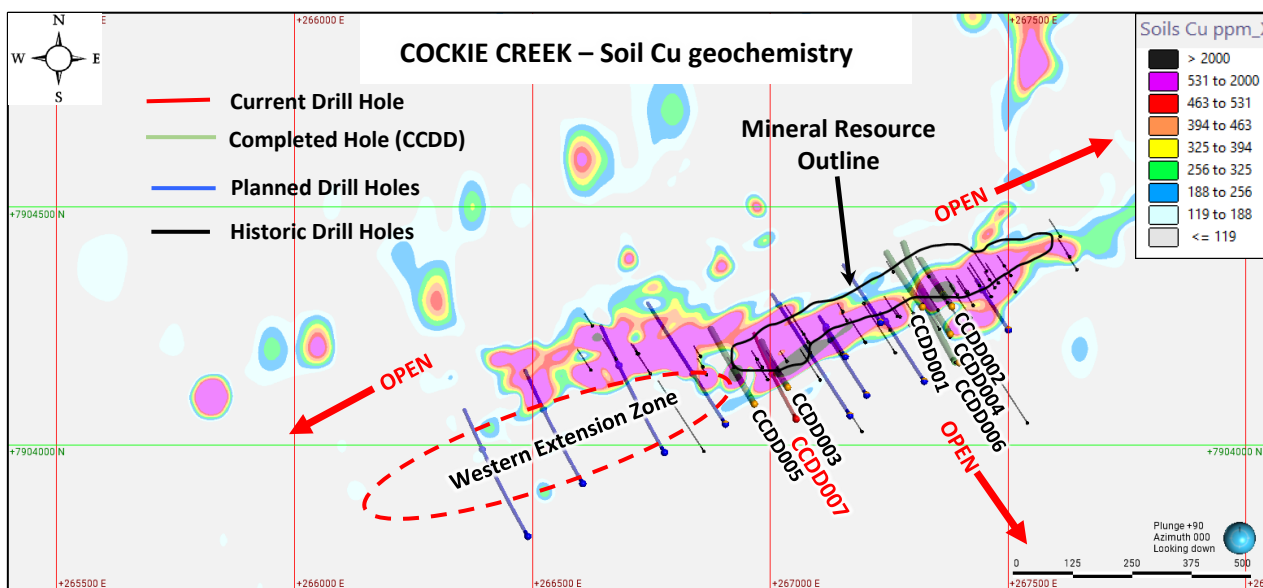 +266000 E
+267500 E
N
W E
S
COCKIE CREEK – Soil Cu geochemistry
Soils Cu ppm_
> 2000
531 to 2000
463 to 531
394 to 463
325 to 394
256 to 325
188 to 256
119 to 188
<= 119
Current Drill Hole
Completed Hole (CCDD)
Planned Drill Holes
Historic Drill Holes
Mineral Resource
Outline
OPEN
+7904500 N
OPEN
CCDD001
CCDD002
CCDD004
CCDD006
CCDD003
CCDD007
CCDD005
Western Extension Zone
OPEN
+7904000 N
+7904000 N
Plunge +90
Azimuth 000
Looking down
0 125 250 375 500
+265500 E
+266000 E
+266500 E
+267000 E
+267500 E